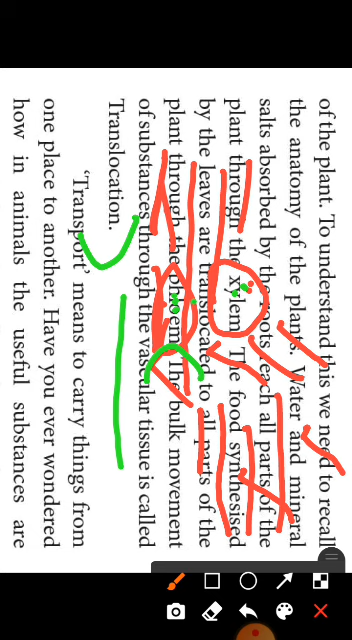 of the plant. To understand this we need to recall
the anatomy of the plants. Water and mineral
salts absorbed by the roots reach all parts of the
plant through the xylem. The food synthesised
by the leaves are translocated to all parts of the
plant through the phloem. The bulk movement
of substances through the vascular tissue is called
Translocation.
‘Transport’ means to carry things from
one place to another. Have you ever wondered
how in animals the useful substances are